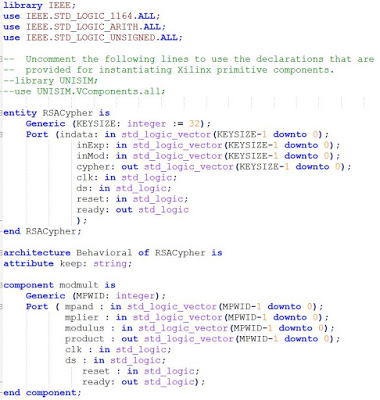 library IEEE;
use IEEE.STD_LOGIC_1164.ALL;
use IEEE.STD_LOGIC_ARITH.ALL;
use IEEE.STD_LOGIC_UNSIGNED.ALL;

--  Uncomment the following lines to use the declarations that are
--  provided for instantiating Xilinx primitive components.
--library UNISIM;
--use UNISIM.VComponents.all;

entity RSACypher is
    Generic (KEYSIZE: integer := 32);
    Port (indata: in std_logic_vector(KEYSIZE-1 downto 0);
            inExp: in std_logic_vector(KEYSIZE-1 downto 0);
            inMod: in std_logic_vector(KEYSIZE-1 downto 0);
            cypher: out std_logic_vector(KEYSIZE-1 downto 0);
            clk: in std_logic;
            ds: in std_logic;
            reset: in std_logic;
            ready: out std_logic
            );
end RSACypher;

architecture Behavioral of RSACypher is
attribute keep: string;

component modmult is
    Generic (MPWID: integer);
    Port ( mpand : in std_logic_vector(MPWID-1 downto 0);
           mplier : in std_logic_vector(MPWID-1 downto 0);
           modulus : in std_logic_vector(MPWID-1 downto 0);
           product : out std_logic_vector(MPWID-1 downto 0);
           clk : in std_logic;
           ds : in std_logic;
              reset : in std_logic;
              ready: out std_logic);
end component;